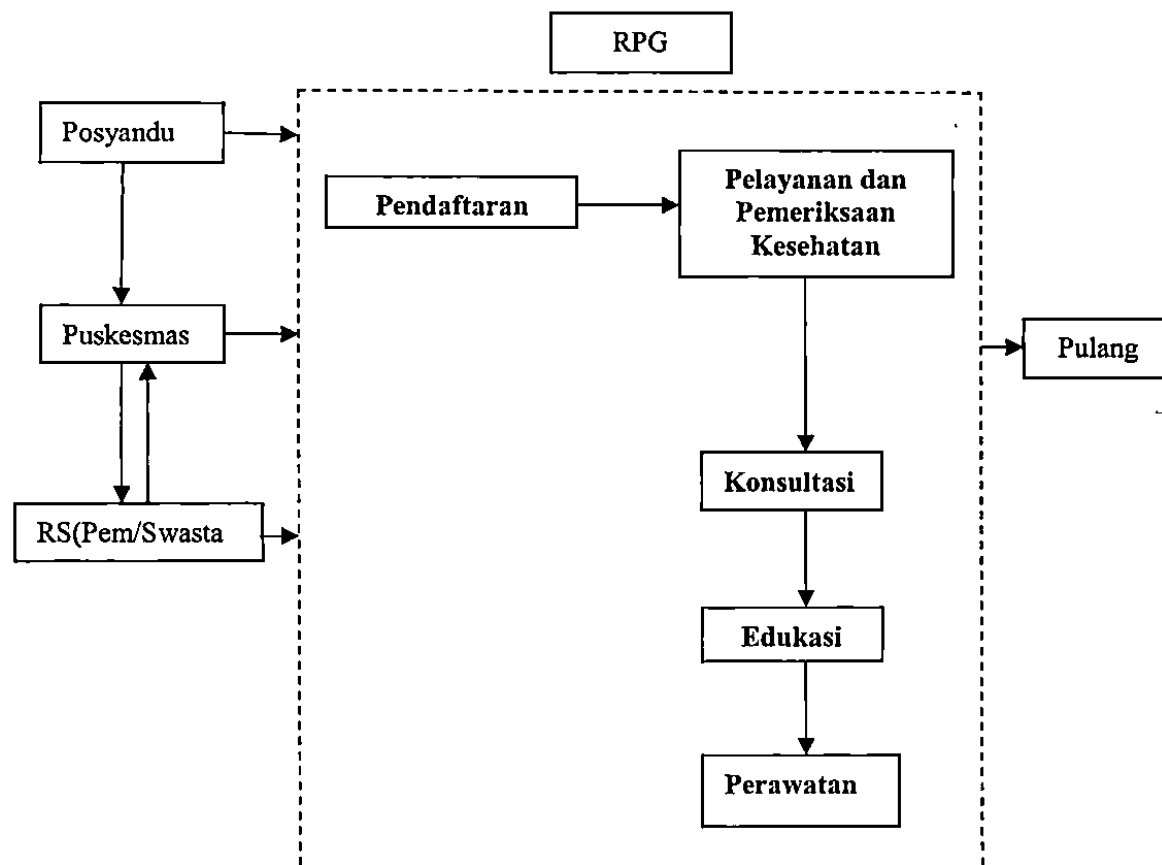 RPG
Posyandu
Pendaftaran
Pelayanan dan
Pemeriksaan
Kesehatan
Puskesmas
Pulang
Konsultasi
RS(Pem/Swasta
Edukasi
Perawatan